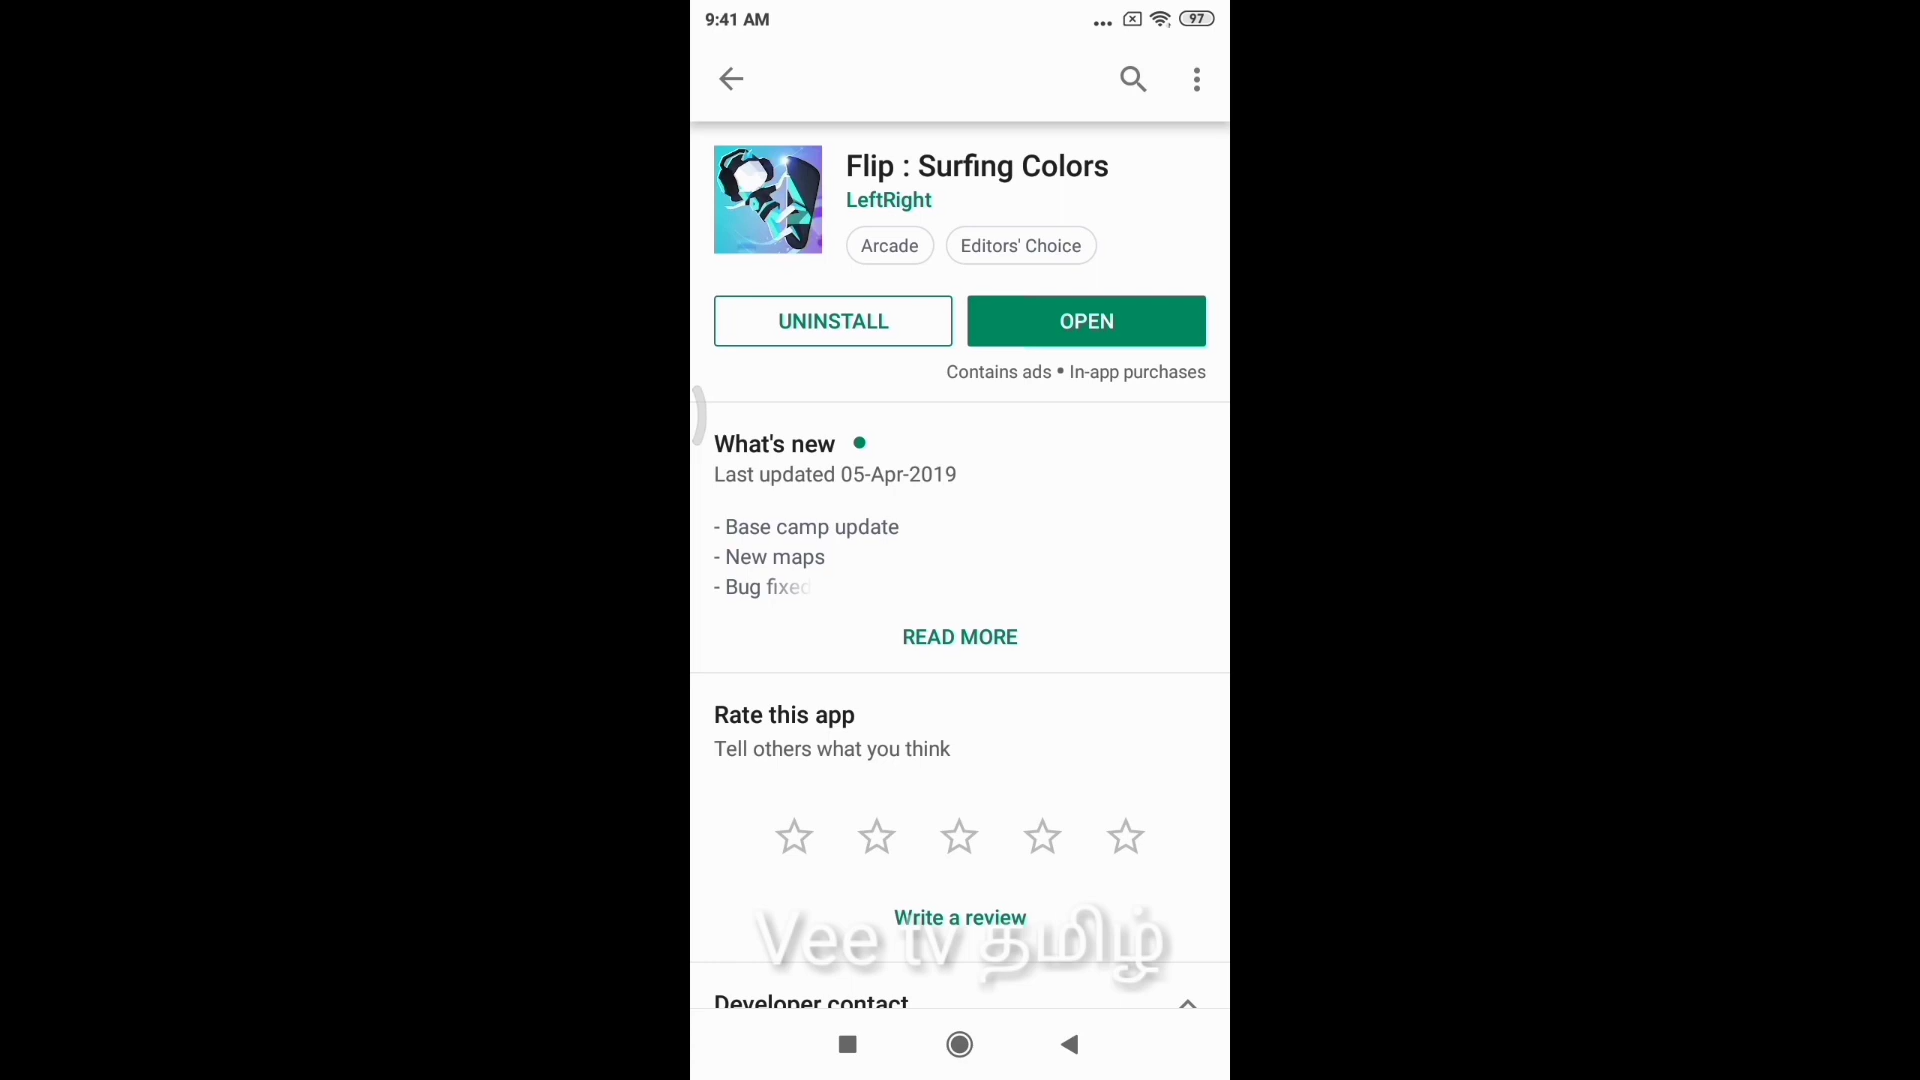 9:41 AM
97
Flip : Surfing Colors
LeftRight
Arcade
Editors' Choice
UNINSTALL
OPEN
Contains ads • In-app purchases
What's new
Last updated 05-Apr-2019
- Base camp update
- New maps
- Bug fixed
READ MORE
Rate this app
Tell others what you think
Write a review
Vee tv தமிழ்
Developer contact